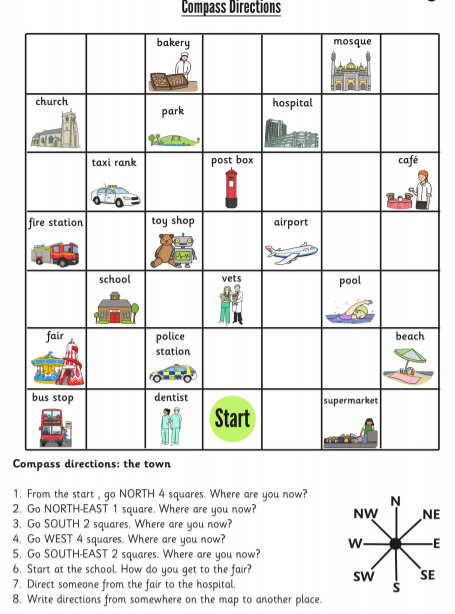 Compass Directions
bakery
mosque
church
park
hospital
taxi rank
post box
café
fire station
toy shop
airport
school
vets
pool
fair
police
station
beach
bus stop
dentist
Start
supermarket
Compass directions: the town
1. From the start , go NORTH 4 squares. Where are you now?
2. Go NORTH-EAST 1 square. Where are you now?
3. Go SOUTH 2 squares. Where are you now?
4. Go WEST 4 squares. Where are you now?
5. Go SOUTH-EAST 2 squares. Where are you now?
6. Start at the school. How do you get to the fair?
7. Direct someone from the fair to the hospital.
8. Write directions from somewhere on the map to another place.
N
NW
NE
W
E
SW
SE
S